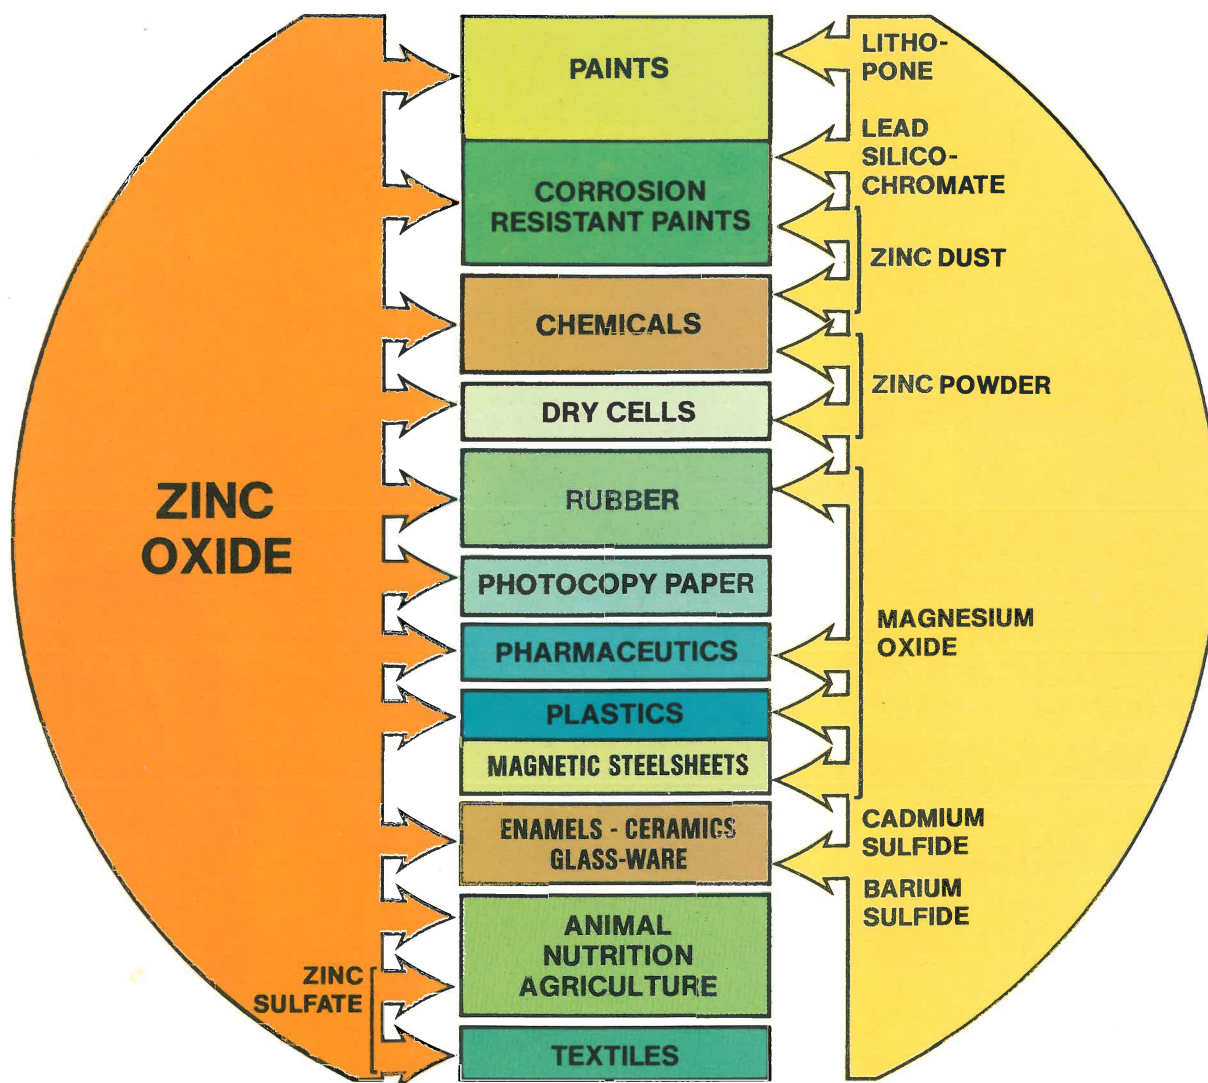 ZINC
OXIDE
ZINC
SULFATE
PAINTS
CORROSION
RESISTANT PAINTS
CHEMICALS
DRY CELLS
RUBBER
PHOTOCOPY PAPER
PHARMACEUTICS
PLASTICS
MAGNETIC STEELSHEETS
ENAMELS - CERAMICS
GLASS-WARE
ANIMAL
NUTRITION
AGRICULTURE
TEXTILES
LITHO-
PONE
LEAD
SILICO-
CHROMATE
ZINC DUST
ZINC POWDER
MAGNESIUM
OXIDE
CADMIUM
SULFIDE
BARIUM
SULFIDE